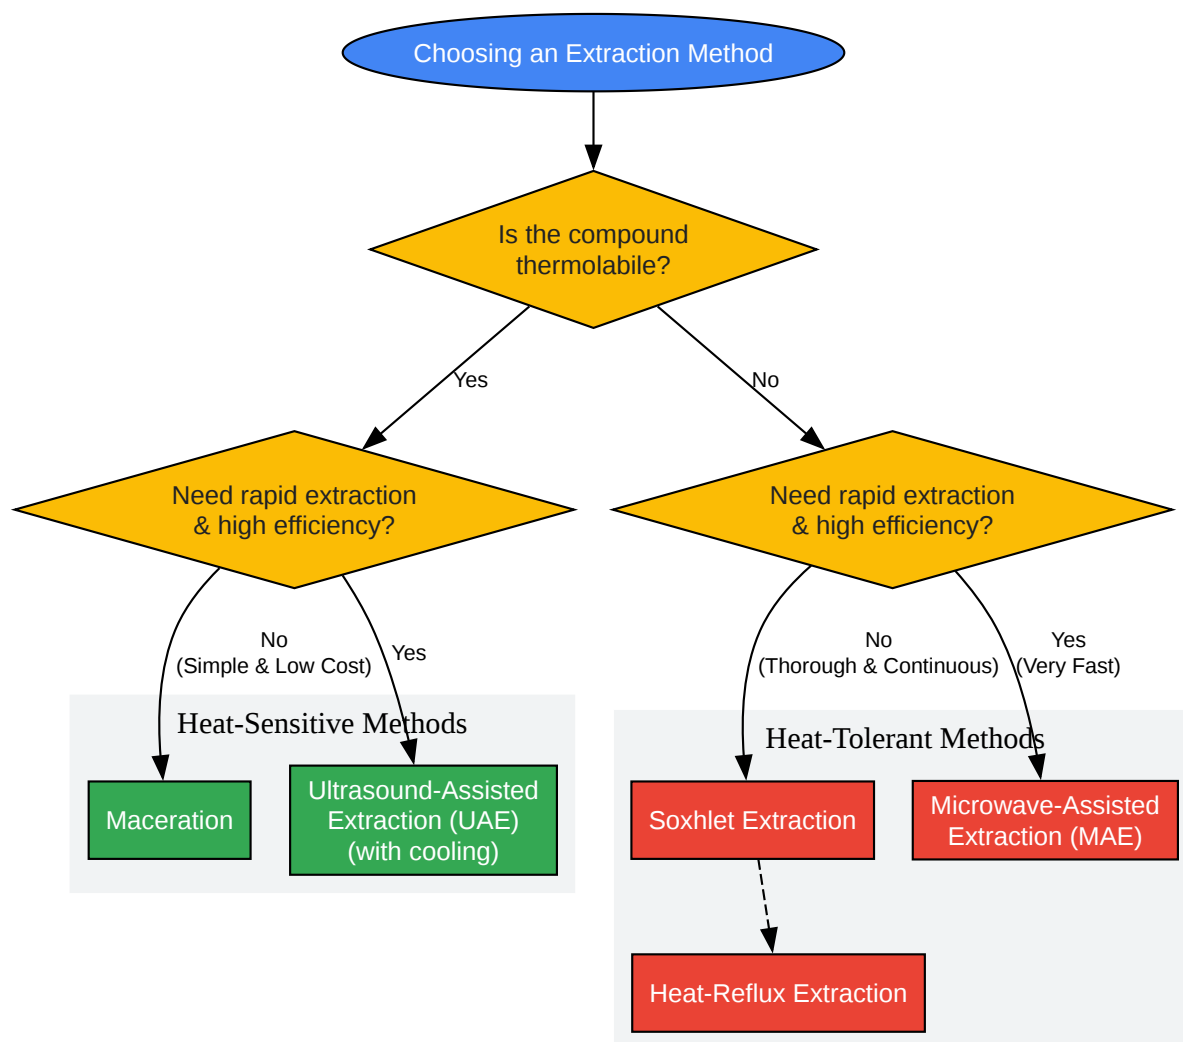 Choosing an Extraction Method
Is the compound
thermolabile?
Yes
No
Need rapid extraction
& high efficiency?
Need rapid extraction
& high efficiency?
No
(Simple & Low Cost)
Yes
No
(Thorough & Continuous)
Yes
(Very Fast)
Heat-Sensitive Methods
Heat-Tolerant Methods
Maceration
Ultrasound-Assisted
Extraction (UAE)
(with cooling)
Soxhlet Extraction
Microwave-Assisted
Extraction (MAE)
Heat-Reflux Extraction